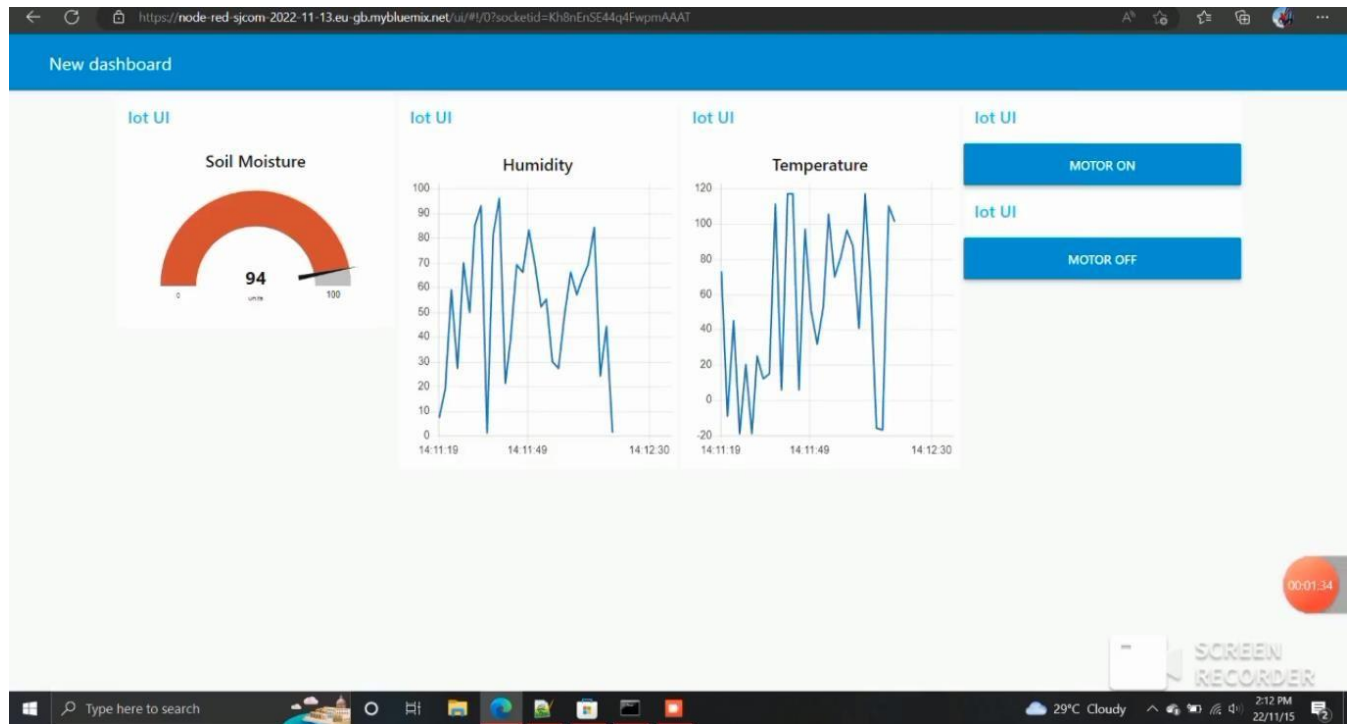 https://node-red-sjcom-2022-11-13.eu-gb.mybluemix.net/ui/#!/0?socketid=Kh8nEnSE44q4FwpmAAAT
New dashboard
Iot UI
Soil Moisture
94
units
0
100
Iot UI
Humidity
100
90
80
70
60
50
40
30
20
10
0
14:11:19
14:11:49
14:12:30
Iot UI
Temperature
120
100
80
60
40
20
0
-20
14:11:19
14:11:49
14:12:30
Iot UI
MOTOR ON
Iot UI
MOTOR OFF
00:01:34
SCREEN
RECORDER
Type here to search
29°C Cloudy
2:12 PM
22/11/15
2